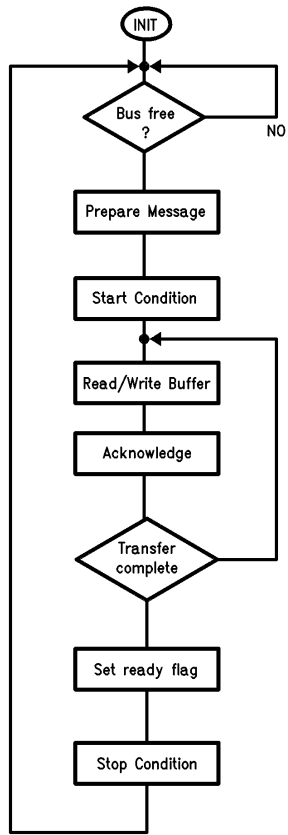 INIT
Bus free
?
NO
Prepare Message
Start Condition
Read/Write Buffer
Acknowledge
Transfer
complete
Set ready flag
Stop Condition